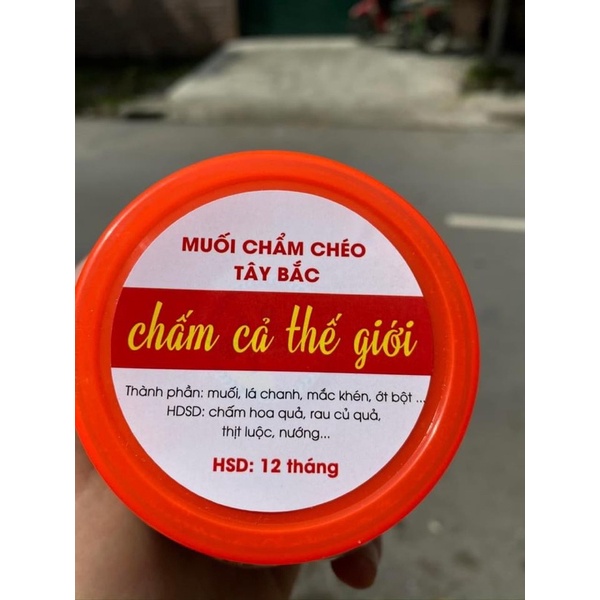 MUỐI CHẨM CHÉO
TÂY BẮC
chấm cả thế giới
Thành phần: muối, lá chanh, mắc khén, ớt bột ...
HDSD: chấm hoa quả, rau củ quả,
thịt luộc, nướng...
HSD: 12 tháng